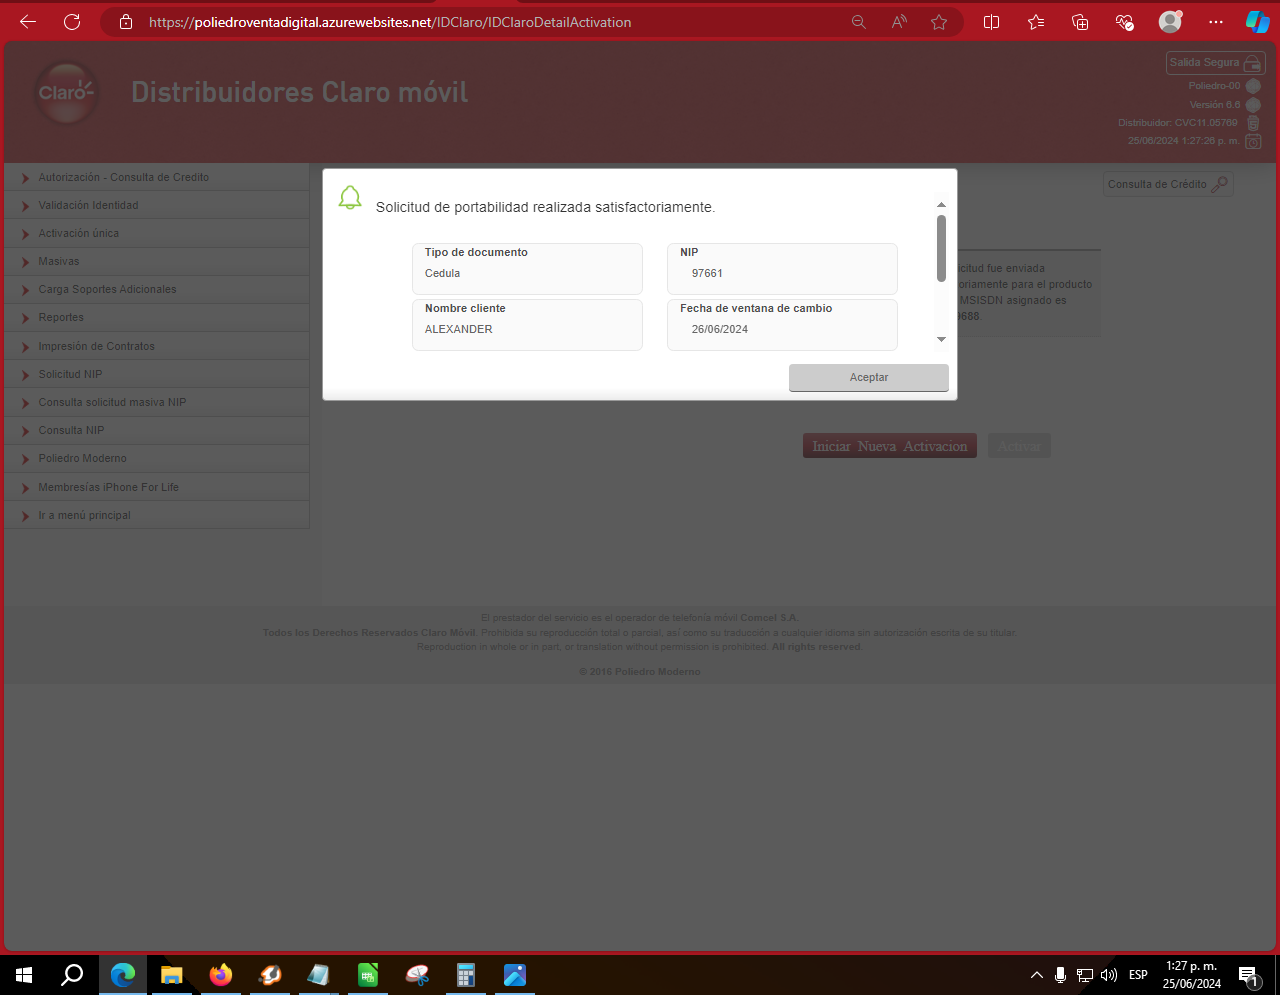 https://poliedroventadigital.azurewebsites.net/IDClaro/IDClaroDetailActivation
Claro
Distribuidores Claro móvil
Salida Segura
Poliedro-00
Versión 6.6
Distribuidor: CVC11.05769
25/06/2024 1:27:26 p. m.
Autorización - Consulta de Credito
Validación Identidad
Activación única
Masivas
Carga Soportes Adicionales
Reportes
Impresión de Contratos
Solicitud NIP
Consulta solicitud masiva NIP
Consulta NIP
Poliedro Moderno
Membresías iPhone For Life
Ir a menú principal
Consulta de Crédito
Solicitud de portabilidad realizada satisfactoriamente.
Tipo de documento
Cedula
NIP
97661
Nombre cliente
ALEXANDER
Fecha de ventana de cambio
26/06/2024
Aceptar
icitud fue enviada
oriamente para el producto
MSISDN asignado es
9688.
Iniciar Nueva Activacion
Activar
El prestador del servicio es el operador de telefonía móvil Comcel S.A.
Todos los Derechos Reservados Claro Móvil. Prohibida su reproducción total o parcial, así como su traducción a cualquier idioma sin autorización escrita de su titular.
Reproduction in whole or in part, or translation without permission is prohibited. All rights reserved.
© 2016 Poliedro Moderno
ESP
1:27 p. m.
25/06/2024
1